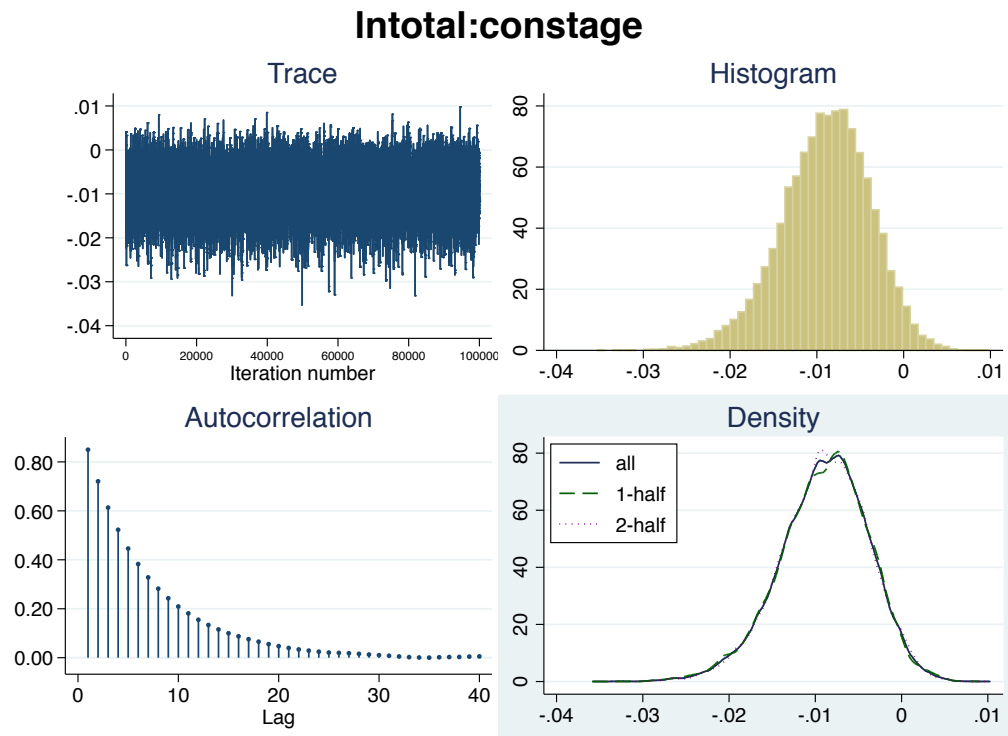 lntotal:constage
Trace
.01
0
-.01
-.02
-.03
-.04
0 20000 40000 60000 80000 100000
Iteration number
Histogram
80
60
40
20
0
-.04 -.03 -.02 -.01 0 .01
Autocorrelation
0.80
0.60
0.40
0.20
0.00
0 10 20 30 40
Lag
Density
all
1-half
2-half
80
60
40
20
0
-.04 -.03 -.02 -.01 0 .01